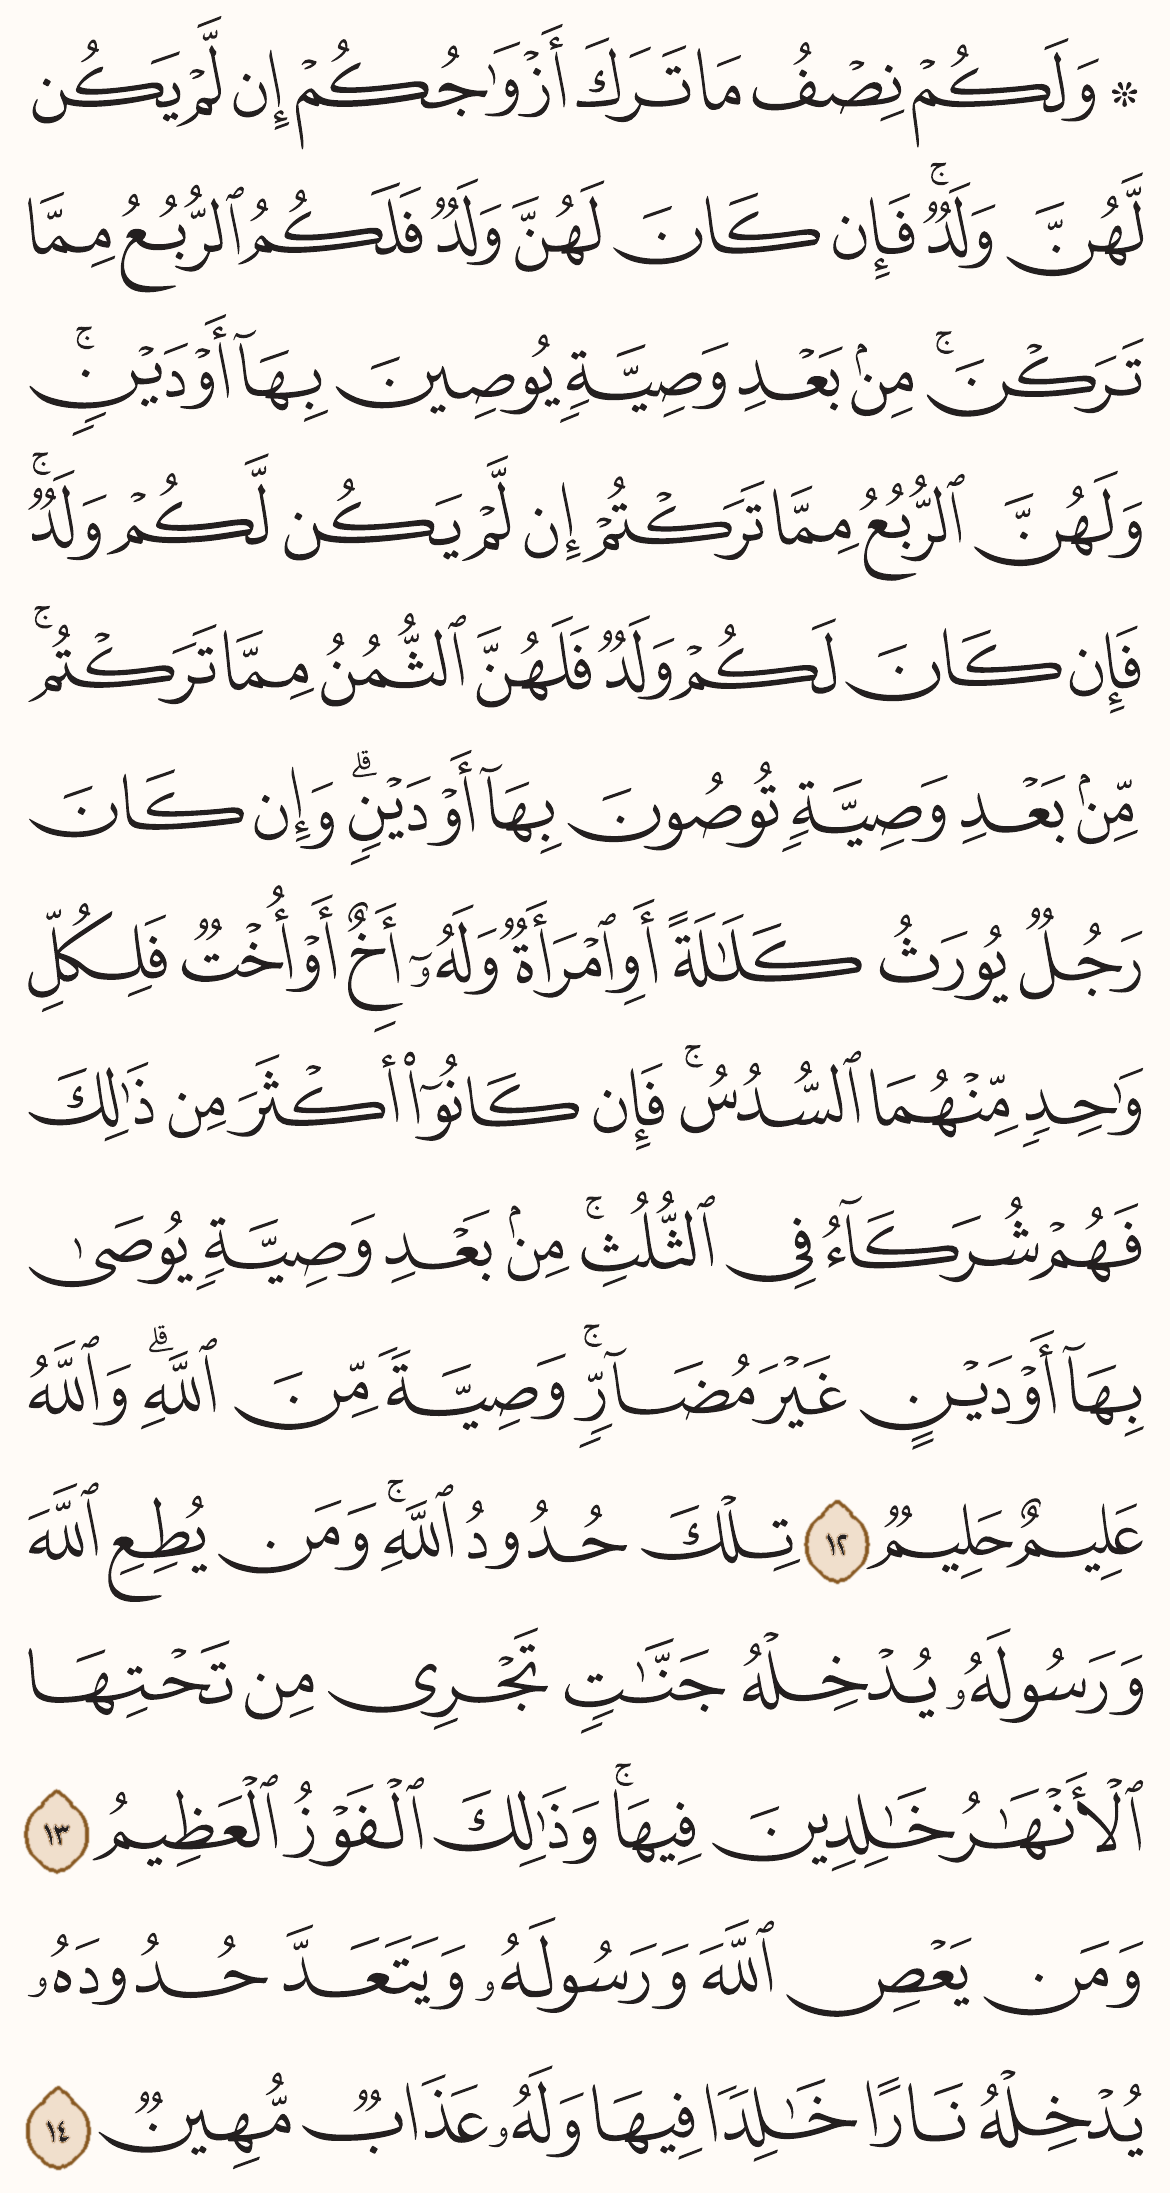 ۞ وَلَكُمۡ نِصۡفُ مَا تَرَكَ أَزۡوَٰجُكُمۡ إِن لَّمۡ يَكُن
لَّهُنَّ وَلَدٞۚ فَإِن كَانَ لَهُنَّ وَلَدٞ فَلَكُمُ ٱلرُّبُعُ مِمَّا
تَرَكۡنَۚ مِنۢ بَعۡدِ وَصِيَّةٖ يُوصِينَ بِهَآ أَوۡ دَيۡنٖۚ
وَلَهُنَّ ٱلرُّبُعُ مِمَّا تَرَكۡتُمۡ إِن لَّمۡ يَكُن لَّكُمۡ وَلَدٞۚ
فَإِن كَانَ لَكُمۡ وَلَدٞ فَلَهُنَّ ٱلثُّمُنُ مِمَّا تَرَكۡتُمۚ
مِّنۢ بَعۡدِ وَصِيَّةٖ تُوصُونَ بِهَآ أَوۡ دَيۡنٖۗ وَإِن كَانَ
رَجُلٞ يُورَثُ كَلَٰلَةً أَوِ ٱمۡرَأَةٞ وَلَهُۥٓ أَخٌ أَوۡ أُخۡتٞ فَلِكُلِّ
وَٰحِدٖ مِّنۡهُمَا ٱلسُّدُسُۚ فَإِن كَانُوٓاْ أَكۡثَرَ مِن ذَٰلِكَ
فَهُمۡ شُرَكَآءُ فِي ٱلثُّلُثِۚ مِنۢ بَعۡدِ وَصِيَّةٖ يُوصَىٰ
بِهَآ أَوۡ دَيۡنٍ غَيۡرَ مُضَآرّٖۚ وَصِيَّةٗ مِّنَ ٱللَّهِۗ وَٱللَّهُ
عَلِيمٌ حَلِيمٞ ١٢ تِلۡكَ حُدُودُ ٱللَّهِۚ وَمَن يُطِعِ ٱللَّهَ
وَرَسُولَهُۥ يُدۡخِلۡهُ جَنَّٰتٖ تَجۡرِي مِن تَحۡتِهَا
ٱلۡأَنۡهَٰرُ خَٰلِدِينَ فِيهَاۚ وَذَٰلِكَ ٱلۡفَوۡزُ ٱلۡعَظِيمُ ١٣
وَمَن يَعۡصِ ٱللَّهَ وَرَسُولَهُۥ وَيَتَعَدَّ حُدُودَهُۥ
يُدۡخِلۡهُ نَارًا خَٰلِدٗا فِيهَا وَلَهُۥ عَذَابٞ مُّهِينٞ ١٤